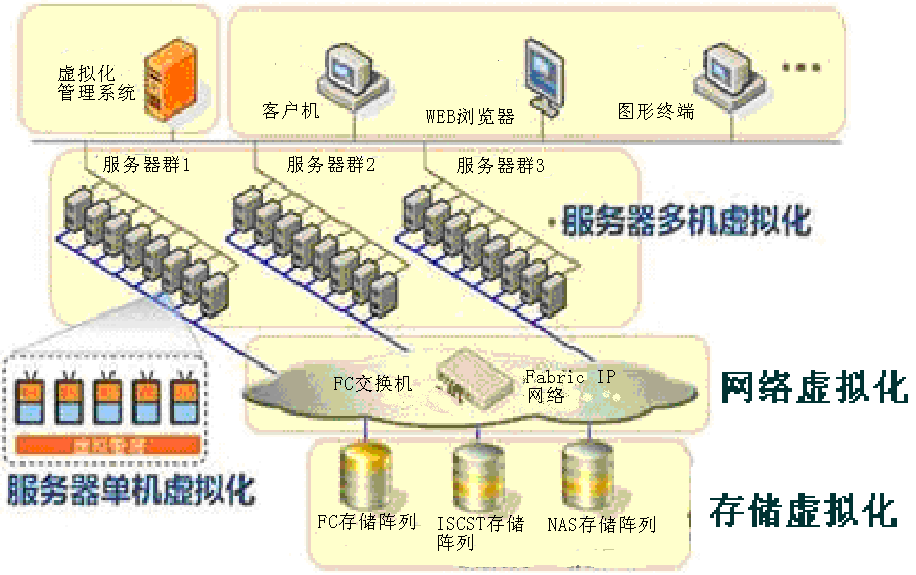 虚拟化
管理系统
客户机
WEB浏览器
图形终端
服务器群1
服务器群2
服务器群3
服务器多机虚拟化
FC交换机
Fabric IP
网络
网络虚拟化
服务器单机虚拟化
FC存储阵列
ISCST存储
阵列
NAS存储阵列
存储虚拟化